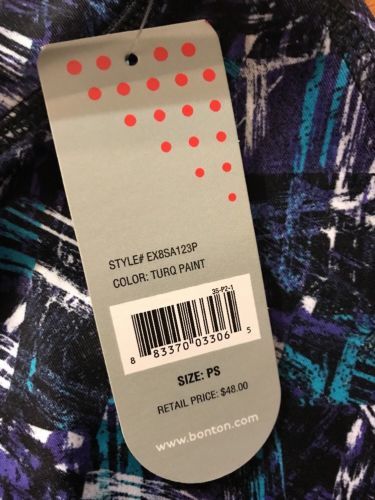 STYLE# EX8SA123P
COLOR: TURQ PAINT
35-P2-1
8 83370 03306 5
SIZE: PS
RETAIL PRICE: $48.00
www.bonton.com